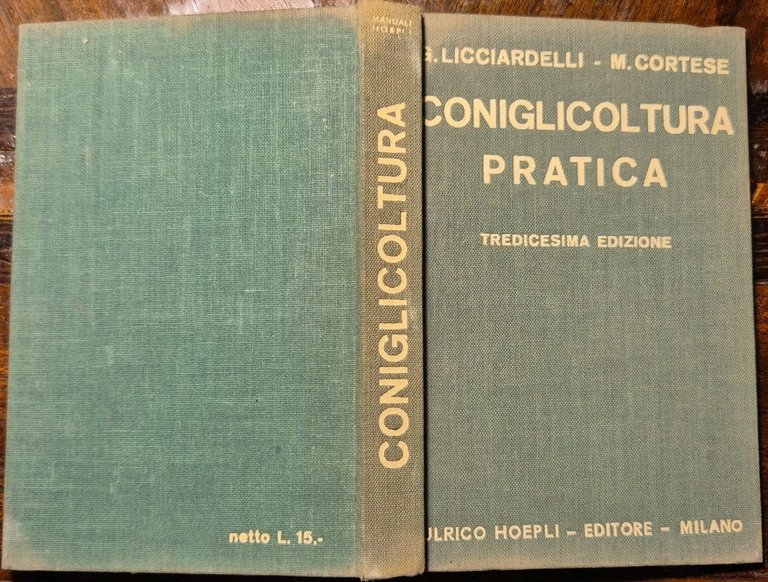 netto L. 15.-
MANUALI
HOEPLI
CONIGLICOLTURA
G. LICCIARDELLI - M. CORTESE
CONIGLICOLTURA
PRATICA
TREDICESIMA EDIZIONE
ULRICO HOEPLI - EDITORE - MILANO